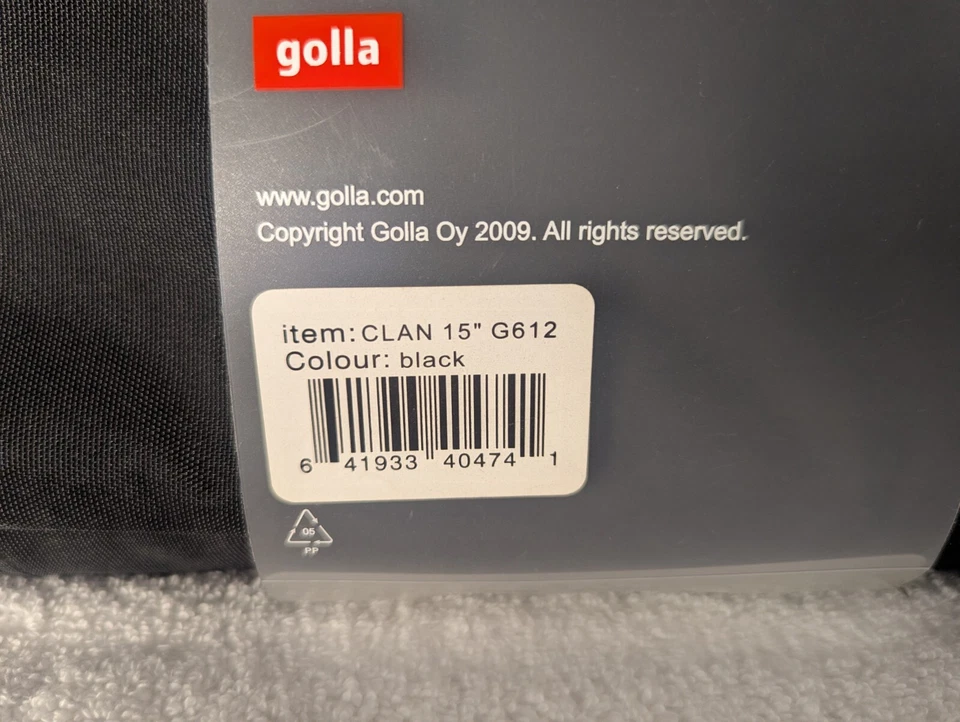 golla
www.golla.com
Copyright Golla Oy 2009. All rights reserved.
item: CLAN 15" G612
Colour: black
6 41933 40474 1
05
PP